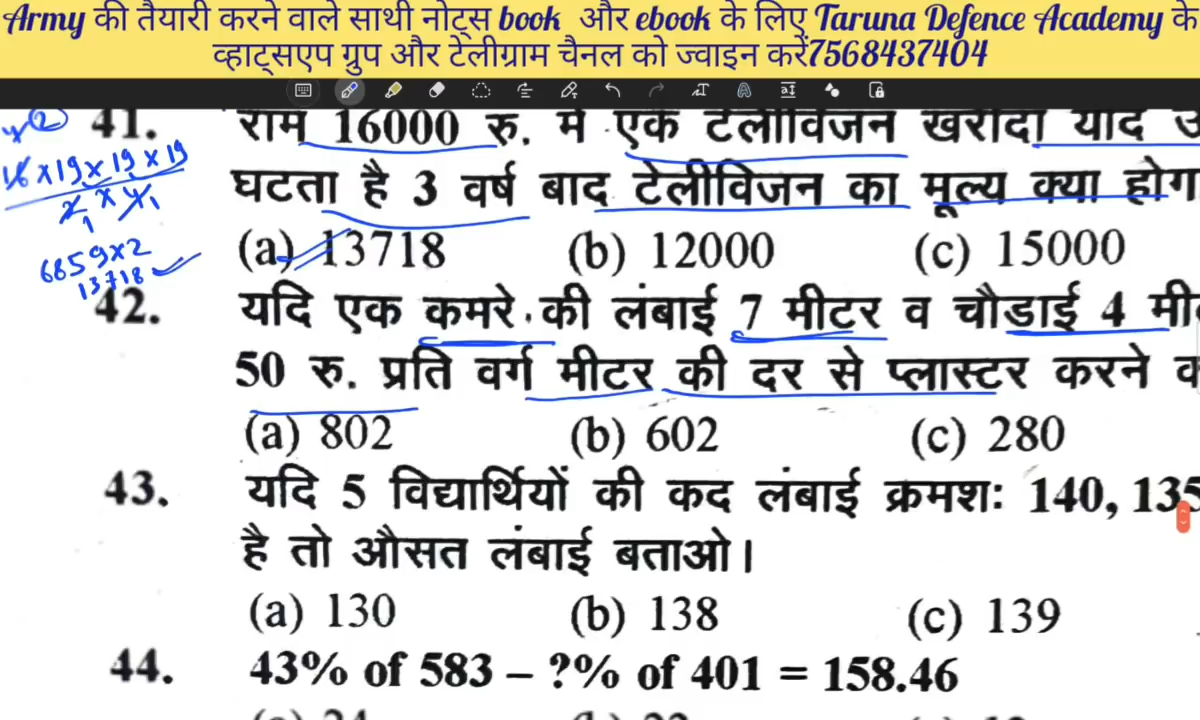 Army की तैयारी करने वाले साथी नोट्स book और ebook के लिए Taruna Defence Academy के
व्हाट्सएप ग्रुप और टेलीग्राम चैनल को ज्वाइन करें7568437404
41. राम 16000 रु. में एक टेलीविजन खरीदा यदि
घटता है 3 वर्ष बाद टेलीविजन का मूल्य क्या होग
(a) 13718 (b) 12000 (c) 15000
16 x 19 x 19 x 19
6859x2
13718
42. यदि एक कमरे की लंबाई 7 मीटर व चौडाई 4 मी
50 रु. प्रति वर्ग मीटर की दर से प्लास्टर करने
(a) 802 (b) 602 (c) 280
43. यदि 5 विद्यार्थियों की कद लंबाई क्रमशः 140, 135
है तो औसत लंबाई बताओ।
(a) 130 (b) 138 (c) 139
44. 43% of 583 – ?% of 401 = 158.46